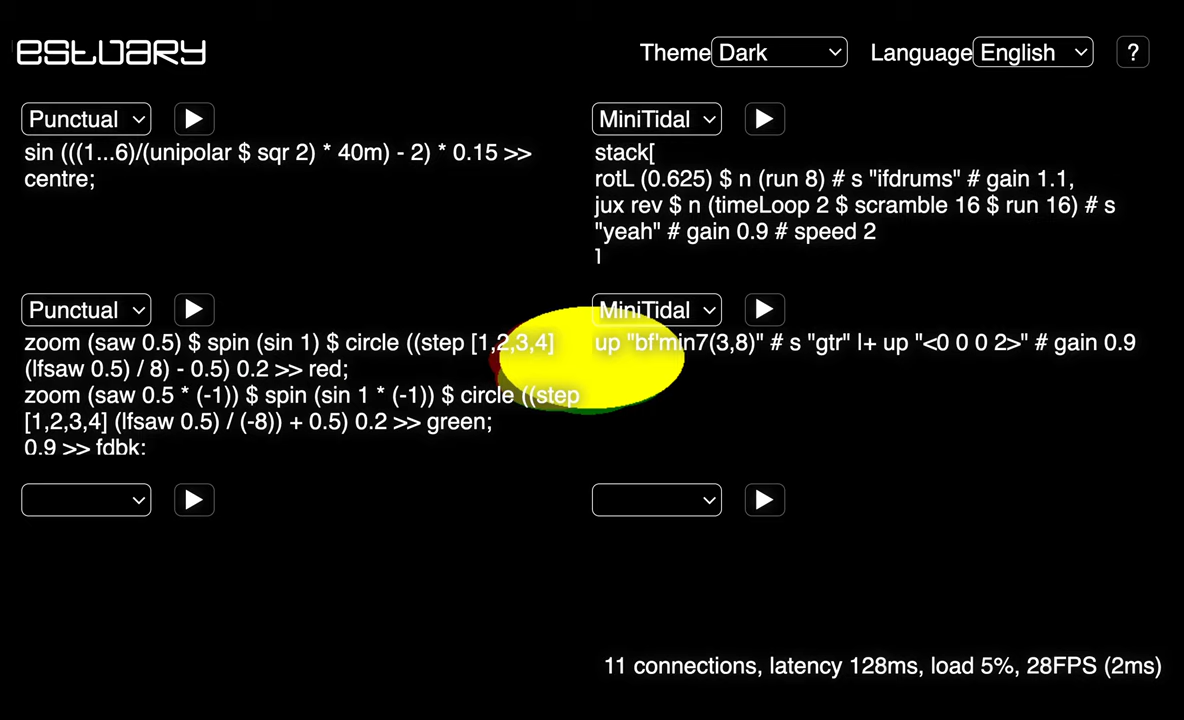 estuary
Theme Dark Language English ?
Punctual
sin (((1...6)/(unipolar $ sqr 2) * 40m) - 2) * 0.15 >>
centre;
MiniTidal
stack[
rotL (0.625) $ n (run 8) # s "ifdrums" # gain 1.1,
jux rev $ n (timeLoop 2 $ scramble 16 $ run 16) # s
"yeah" # gain 0.9 # speed 2
]
Punctual
zoom (saw 0.5) $ spin (sin 1) $ circle ((step [1,2,3,4]
(lfsaw 0.5) / 8) - 0.5) 0.2 >> red;
zoom (saw 0.5 * (-1)) $ spin (sin 1 * (-1)) $ circle ((step
[1,2,3,4] (lfsaw 0.5) / (-8)) + 0.5) 0.2 >> green;
0.9 >> fdbk;
MiniTidal
up "bf'min7(3,8)" # s "gtr" |+ up "<0 0 0 2>" # gain 0.9
11 connections, latency 128ms, load 5%, 28FPS (2ms)